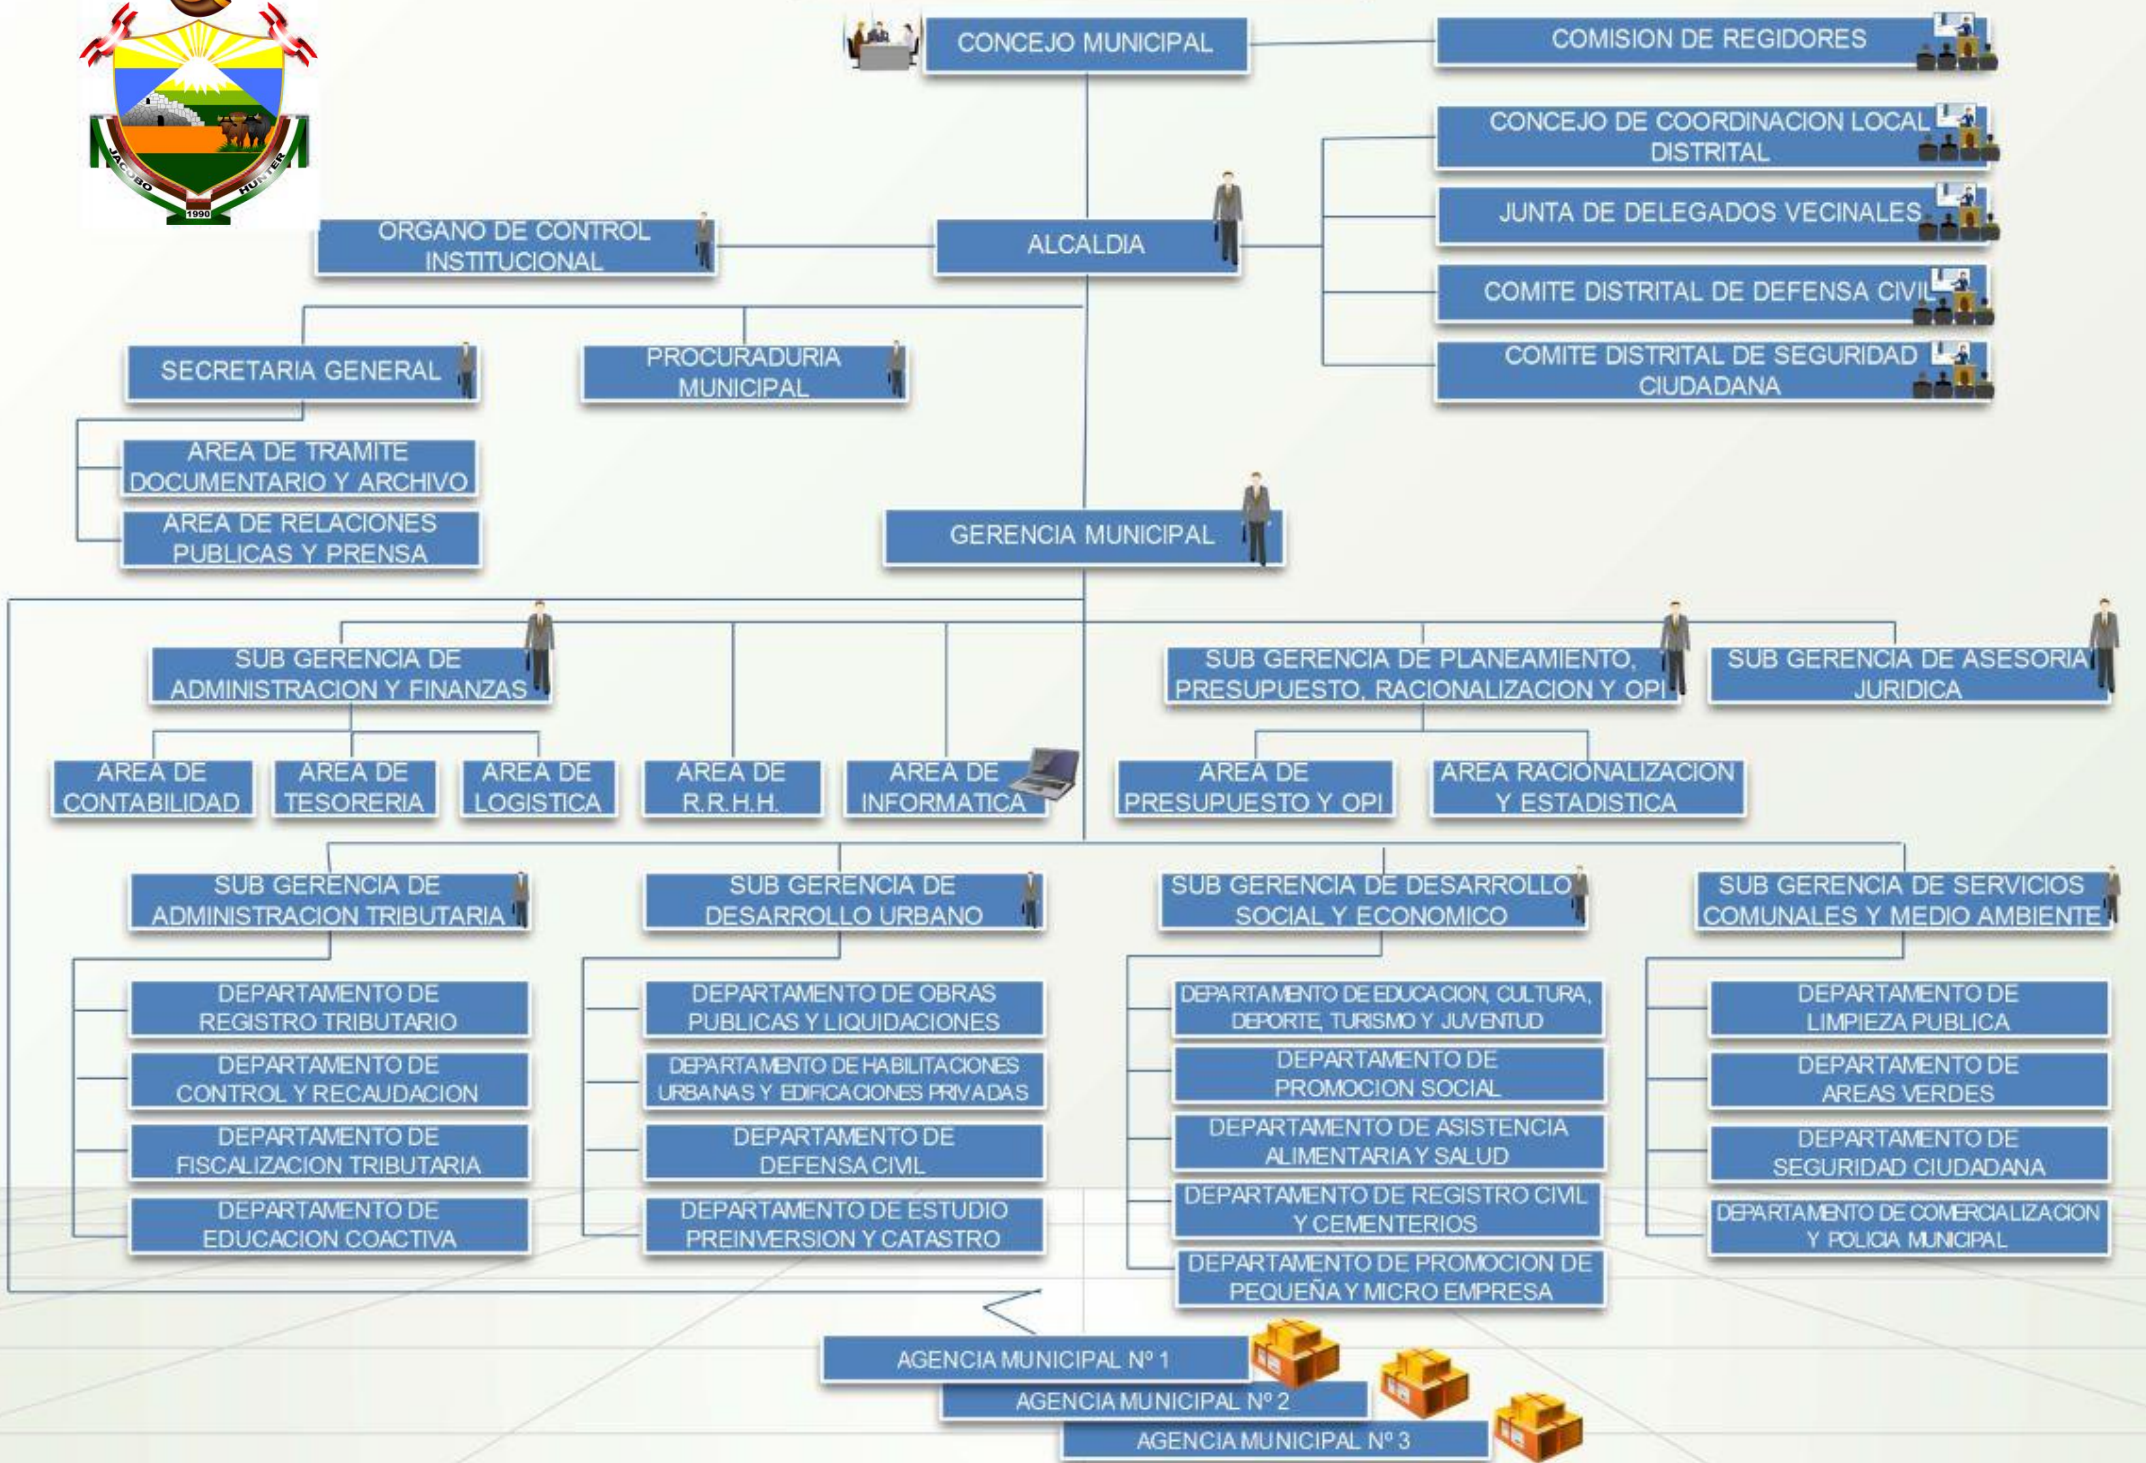 JACOBO HUNTER
1990
CONCEJO MUNICIPAL
COMISION DE REGIDORES
CONCEJO DE COORDINACION LOCAL
DISTRITAL
JUNTA DE DELEGADOS VECINALES
ORGANO DE CONTROL
INSTITUCIONAL
ALCALDIA
COMITE DISTRITAL DE DEFENSA CIVIL
COMITE DISTRITAL DE SEGURIDAD
CIUDADANA
SECRETARIA GENERAL
PROCURADURIA
MUNICIPAL
AREA DE TRAMITE
DOCUMENTARIO Y ARCHIVO
AREA DE RELACIONES
PUBLICAS Y PRENSA
GERENCIA MUNICIPAL
SUB GERENCIA DE
ADMINISTRACION Y FINANZAS
SUB GERENCIA DE PLANEAMIENTO,
PRESUPUESTO, RACIONALIZACION Y OPI
SUB GERENCIA DE ASESORIA
JURIDICA
AREA DE
CONTABILIDAD
AREA DE
TESORERIA
AREA DE
LOGISTICA
AREA DE
R.R.H.H.
AREA DE
INFORMATICA
AREA DE
PRESUPUESTO Y OPI
AREA RACIONALIZACION
Y ESTADISTICA
SUB GERENCIA DE
ADMINISTRACION TRIBUTARIA
SUB GERENCIA DE
DESARROLLO URBANO
SUB GERENCIA DE DESARROLLO
SOCIAL Y ECONOMICO
SUB GERENCIA DE SERVICIOS
COMUNALES Y MEDIO AMBIENTE
DEPARTAMENTO DE
REGISTRO TRIBUTARIO
DEPARTAMENTO DE
CONTROL Y RECAUDACION
DEPARTAMENTO DE
FISCALIZACION TRIBUTARIA
DEPARTAMENTO DE
EDUCACION COACTIVA
DEPARTAMENTO DE OBRAS
PUBLICAS Y LIQUIDACIONES
DEPARTAMENTO DE HABILITACIONES
URBANAS Y EDIFICACIONES PRIVADAS
DEPARTAMENTO DE
DEFENSA CIVIL
DEPARTAMENTO DE ESTUDIO
PREINVERSION Y CATASTRO
DEPARTAMENTO DE EDUCACION, CULTURA,
DEPORTE, TURISMO Y JUVENTUD
DEPARTAMENTO DE
PROMOCION SOCIAL
DEPARTAMENTO DE ASISTENCIA
ALIMENTARIA Y SALUD
DEPARTAMENTO DE REGISTRO CIVIL
Y CEMENTERIOS
DEPARTAMENTO DE PROMOCION DE
PEQUEÑA Y MICRO EMPRESA
DEPARTAMENTO DE
LIMPIEZA PUBLICA
DEPARTAMENTO DE
AREAS VERDES
DEPARTAMENTO DE
SEGURIDAD CIUDADANA
DEPARTAMENTO DE COMERCIALIZACION
Y POLICIA MUNICIPAL
AGENCIA MUNICIPAL Nº 1
AGENCIA MUNICIPAL Nº 2
AGENCIA MUNICIPAL Nº 3